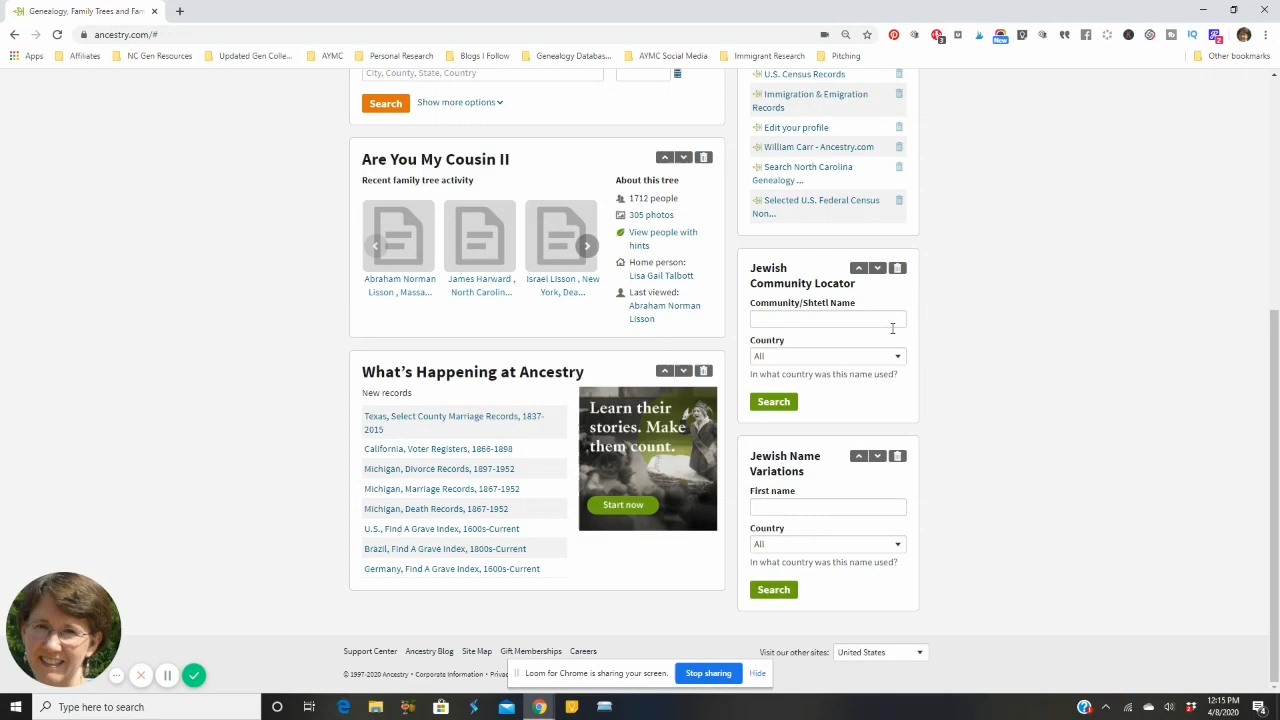 Genealogy, Family Trees and Fam
ancestry.com/#
3
New
2
Apps
Affiliates
NC Gen Resources
Updated Gen Colle...
AYMC
Personal Research
Blogs I Follow
Genealogy Databas...
AYMC Social Media
Immigrant Research
Pitching
Other bookmarks
City, County, State, Country
Search
Show more options
Are You My Cousin II
Recent family tree activity
Abraham Norman
Lisson , Massa...
James Harward ,
North Carolin...
Israel Lisson , New
York, Dea...
About this tree
1712 people
305 photos
View people with
hints
Home person:
Lisa Gail Talbott
Last viewed:
Abraham Norman
Lisson
What's Happening at Ancestry
New records
Texas, Select County Marriage Records, 1837-
2015
California, Voter Registers, 1866-1898
Michigan, Divorce Records, 1897-1952
Michigan, Marriage Records, 1867-1952
Michigan, Death Records, 1867-1952
U.S., Find A Grave Index, 1600s-Current
Brazil, Find A Grave Index, 1800s-Current
Germany, Find A Grave Index, 1600s-Current
Learn their
stories. Make
them count.
Start now
U.S. Census Records
Immigration & Emigration
Records
Edit your profile
William Carr - Ancestry.com
Search North Carolina
Genealogy ...
Selected U.S. Federal Census
Non...
Jewish
Community Locator
Community/Shtetl Name
Country
All
In what country was this name used?
Search
Jewish Name
Variations
First name
Country
All
In what country was this name used?
Search
Support Center
Ancestry Blog
Site Map
Gift Memberships
Careers
Visit our other sites:
United States
© 1997-2020 Ancestry • Corporate Information • Privac
Loom for Chrome is sharing your screen.
Stop sharing
Hide
Type here to search
12:15 PM
4/8/2020
4